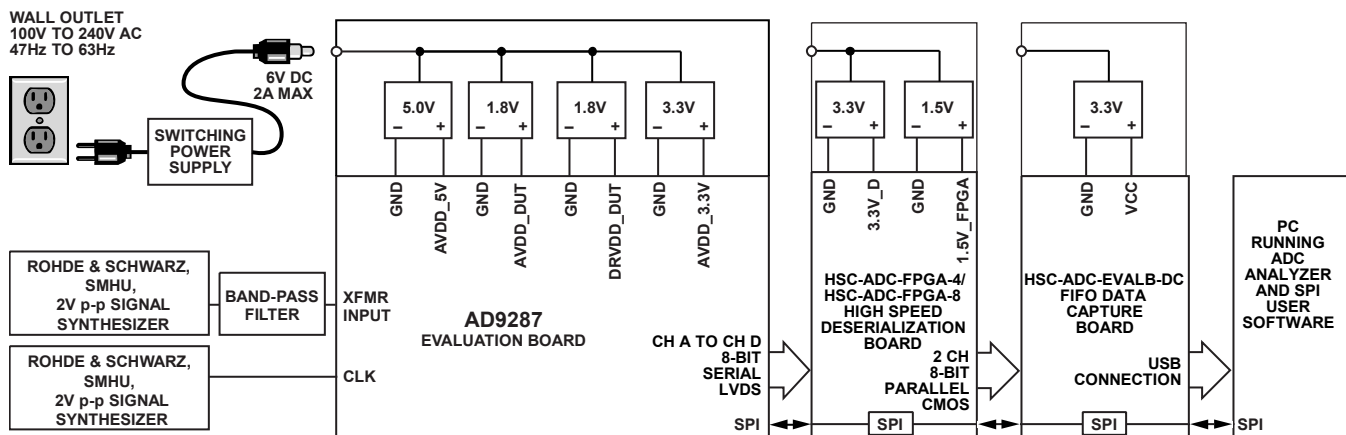 WALL OUTLET
100V TO 240V AC
47Hz TO 63Hz
6V DC
2A MAX
SWITCHING
POWER
SUPPLY
5.0V
– +
1.8V
– +
1.8V
– +
3.3V
– +
3.3V
– +
1.5V
– +
3.3V
– +
GND
AVDD_5V
GND
AVDD_DUT
GND
DRVDD_DUT
GND
AVDD_3.3V
GND
3.3V_D
GND
1.5V_FPGA
GND
VCC
ROHDE & SCHWARZ,
SMHU,
2V p-p SIGNAL
SYNTHESIZER
BAND-PASS
FILTER
XFMR
INPUT
ROHDE & SCHWARZ,
SMHU,
2V p-p SIGNAL
SYNTHESIZER
CLK
AD9287
EVALUATION BOARD
CH A TO CH D
8-BIT
SERIAL
LVDS
SPI
HSC-ADC-FPGA-4/
HSC-ADC-FPGA-8
HIGH SPEED
DESERIALIZATION
BOARD
2 CH
8-BIT
PARALLEL
CMOS
SPI
HSC-ADC-EVALB-DC
FIFO DATA
CAPTURE
BOARD
USB
CONNECTION
SPI
PC
RUNNING
ADC
ANALYZER
AND SPI
USER
SOFTWARE
SPI